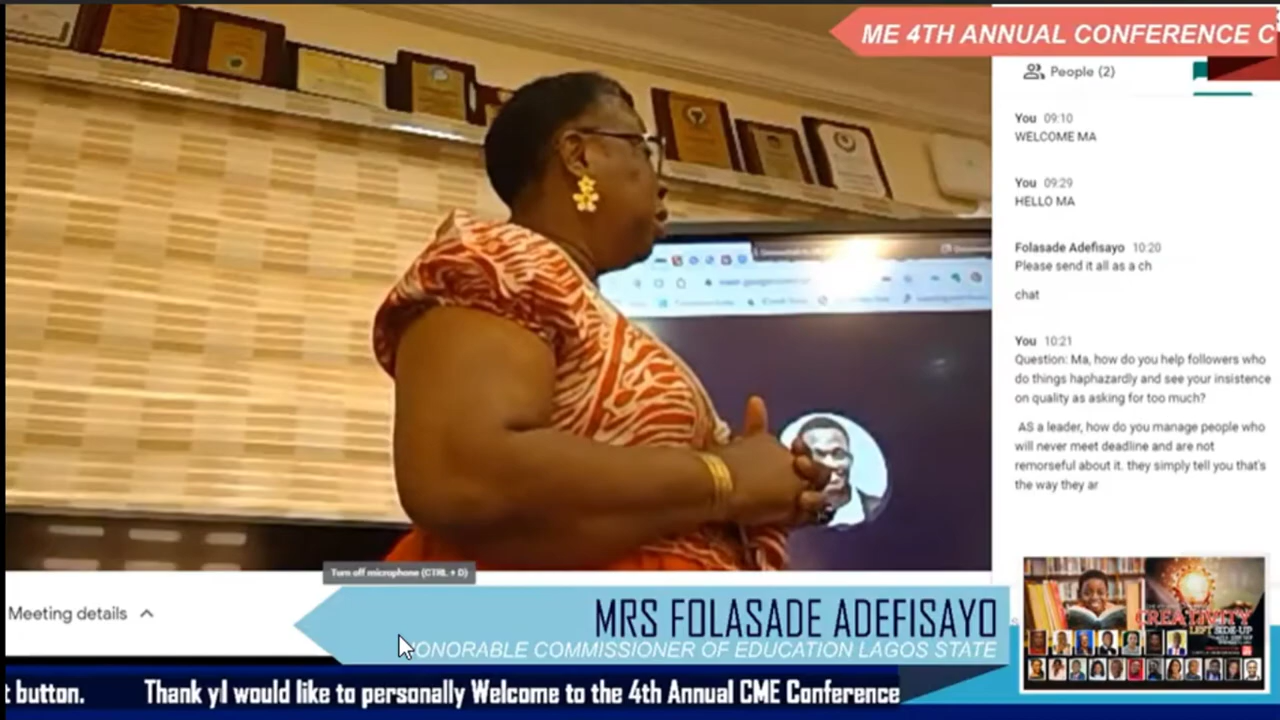 ME 4TH ANNUAL CONFERENCE C
People (2)
You 09:10
WELCOME MA
You 09:29
HELLO MA
Folasade Adefisayo 10:20
Please send it all as a ch
chat
You 10:21
Question: Ma, how do you help followers who
do things haphazardly and see your insistence
on quality as asking for too much?
AS a leader, how do you manage people who
will never meet deadline and are not
remorseful about it. they simply tell you that's
the way they ar
Turn off microphone (CTRL + D)
Meeting details
MRS FOLASADE ADEFISAYO
ONORABLE COMMISSIONER OF EDUCATION LAGOS STATE
CREATIVITY
LEFT SIDE-UP
t button. Thank yI would like to personally Welcome to the 4th Annual CME Conference